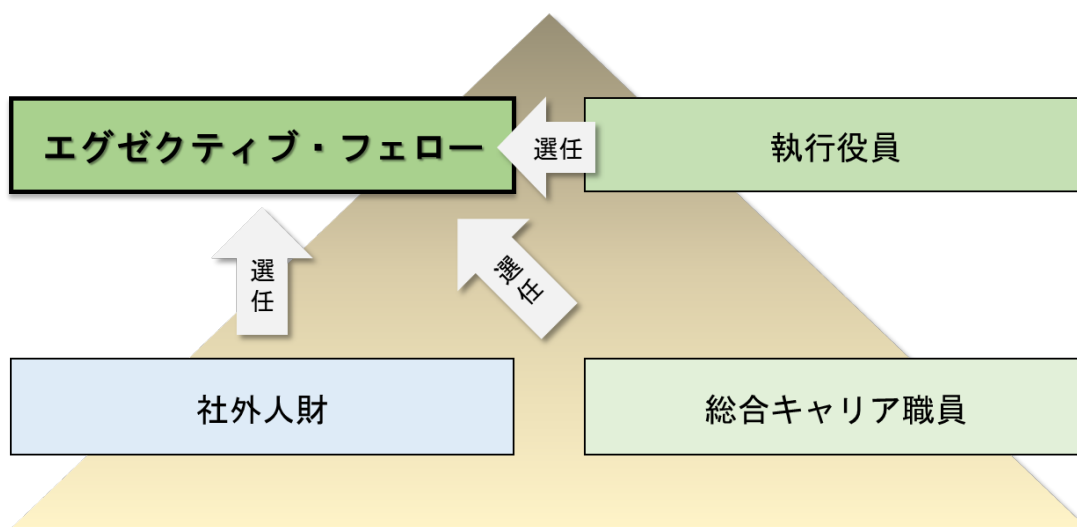 エグゼクティブ・フェロー
選任
執行役員
選任
選任
社外人財
総合キャリア職員